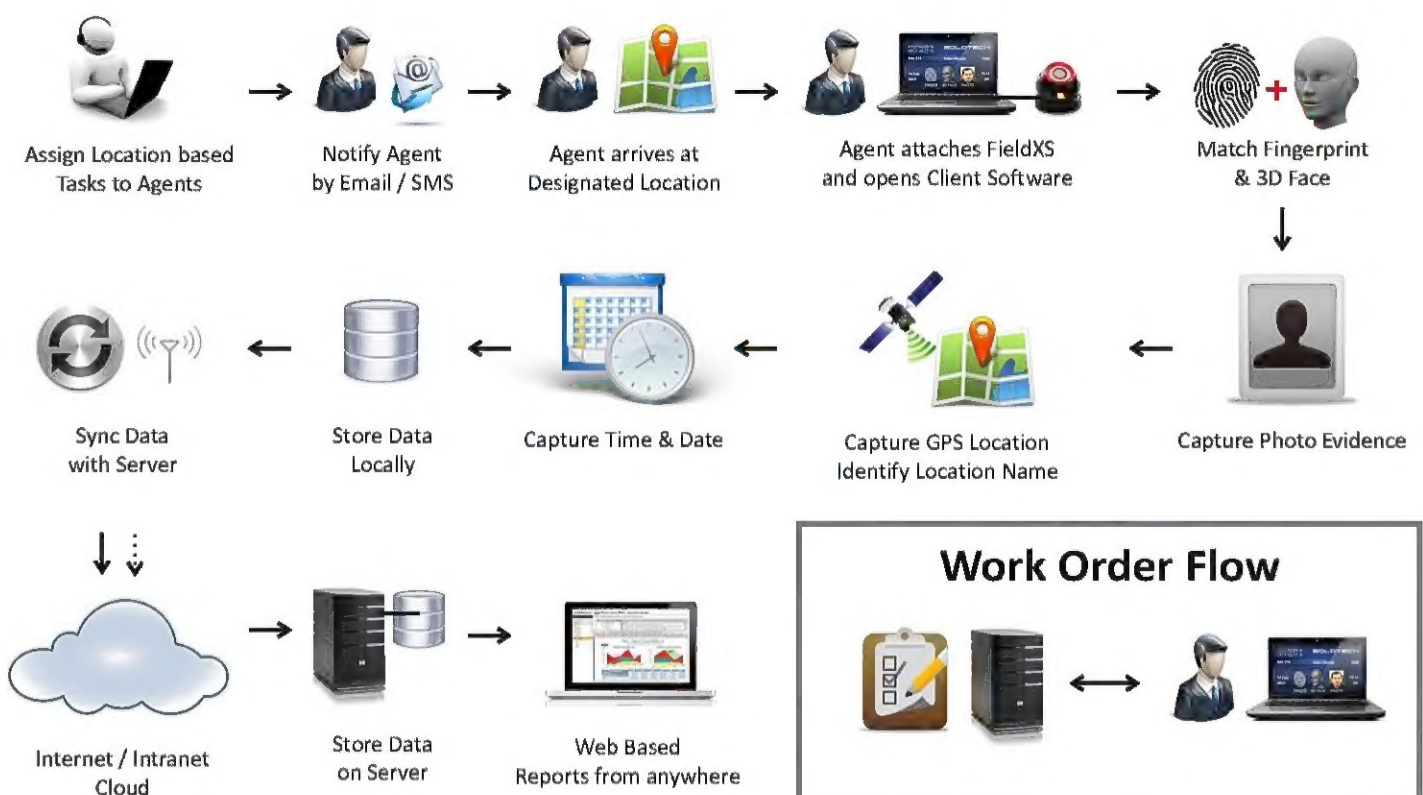 Assign Location based
Tasks to Agents
Notify Agent
by Email / SMS
Agent arrives at
Designated Location
Agent attaches FieldXS
and opens Client Software
Match Fingerprint
& 3D Face
Sync Data
with Server
Store Data
Locally
Capture Time & Date
Capture GPS Location
Identify Location Name
Capture Photo Evidence
Internet / Intranet
Cloud
Store Data
on Server
Web Based
Reports from anywhere
Work Order Flow